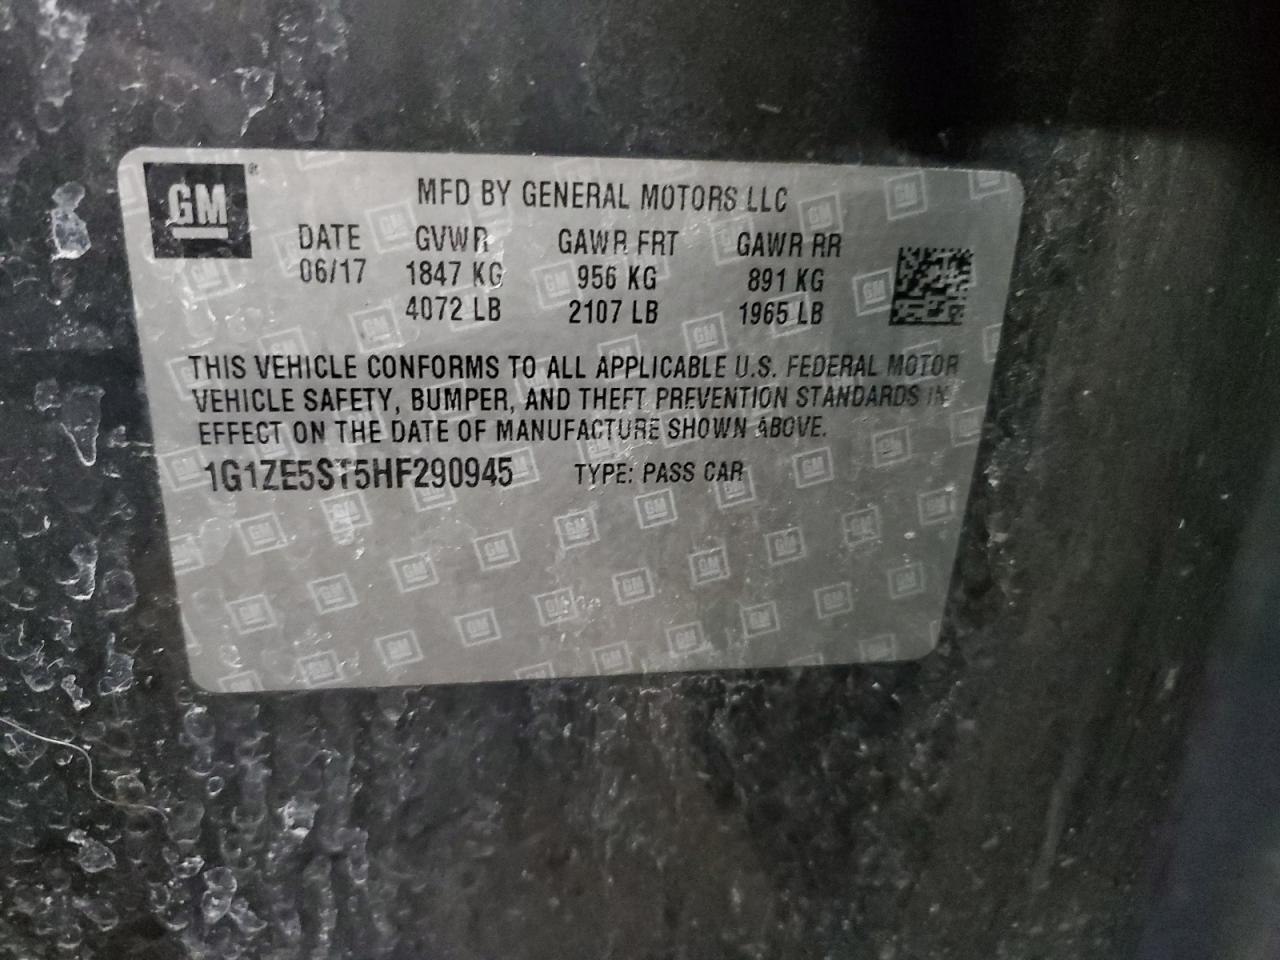 GM®
MFD BY GENERAL MOTORS LLC
DATE GVWR GAWR FRT GAWR RR
06/17 1847 KG 956 KG 891 KG
4072 LB 2107 LB 1965 LB
THIS VEHICLE CONFORMS TO ALL APPLICABLE U.S. FEDERAL MOTOR
VEHICLE SAFETY, BUMPER, AND THEFT PREVENTION STANDARDS IN
EFFECT ON THE DATE OF MANUFACTURE SHOWN ABOVE.
1G1ZE5ST5HF290945 TYPE: PASS CAR